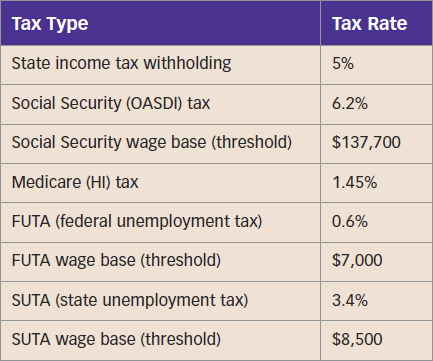 Tax Type Tax Rate
State income tax withholding 5%
Social Security (OASDI) tax 6.2%
Social Security wage base (threshold) $137,700
Medicare (HI) tax 1.45%
FUTA (federal unemployment tax) 0.6%
FUTA wage base (threshold) $7,000
SUTA (state unemployment tax) 3.4%
SUTA wage base (threshold) $8,500